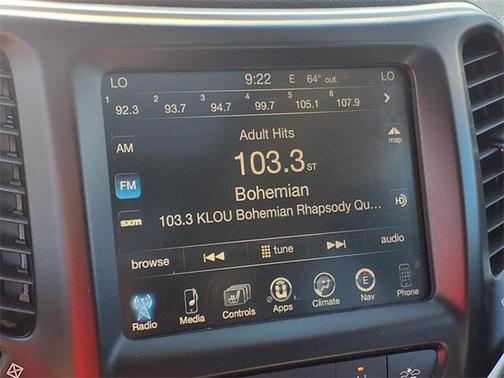 LO 9:22 E 64° out. LO
1 92.3 2 93.7 3 94.7 4 99.7 5 105.1 6 107.9
Adult Hits
AM
map
103.3 ST
FM
Bohemian
sxm
103.3 KLOU Bohemian Rhapsody Qu...
HD
browse tune audio
Radio Media Controls Apps Climate Nav Phone
E